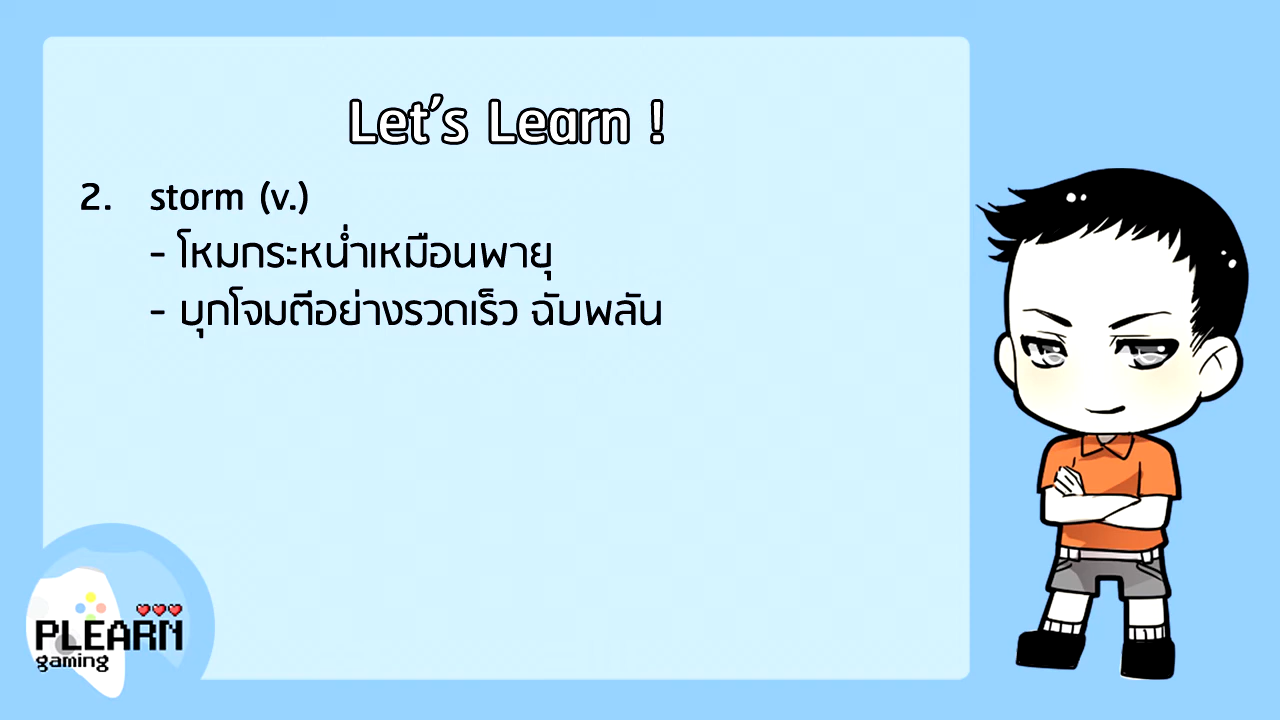 Let's Learn !
2. storm (v.)
- โหมกระหน่ำเหมือนพายุ
- บุกโจมตีอย่างรวดเร็ว ฉับพลัน
PLEARN
gaming